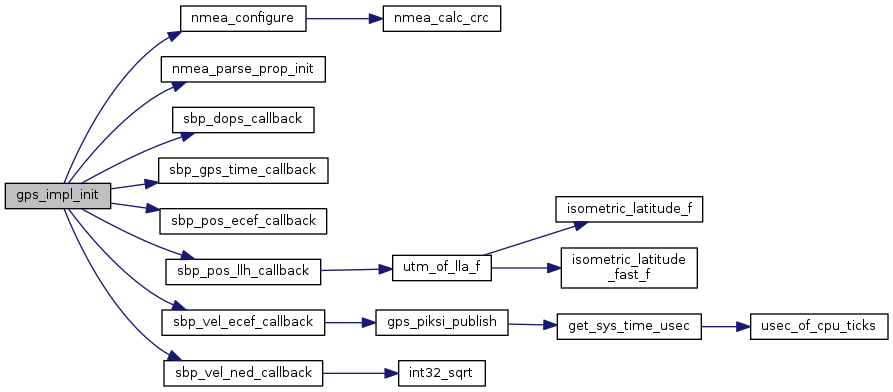 nmea_configure
nmea_calc_crc
nmea_parse_prop_init
sbp_dops_callback
sbp_gps_time_callback
gps_impl_init
sbp_pos_ecef_callback
isometric_latitude_f
sbp_pos_llh_callback
utm_of_lla_f
isometric_latitude
_fast_f
sbp_vel_ecef_callback
gps_piksi_publish
get_sys_time_usec
usec_of_cpu_ticks
sbp_vel_ned_callback
int32_sqrt